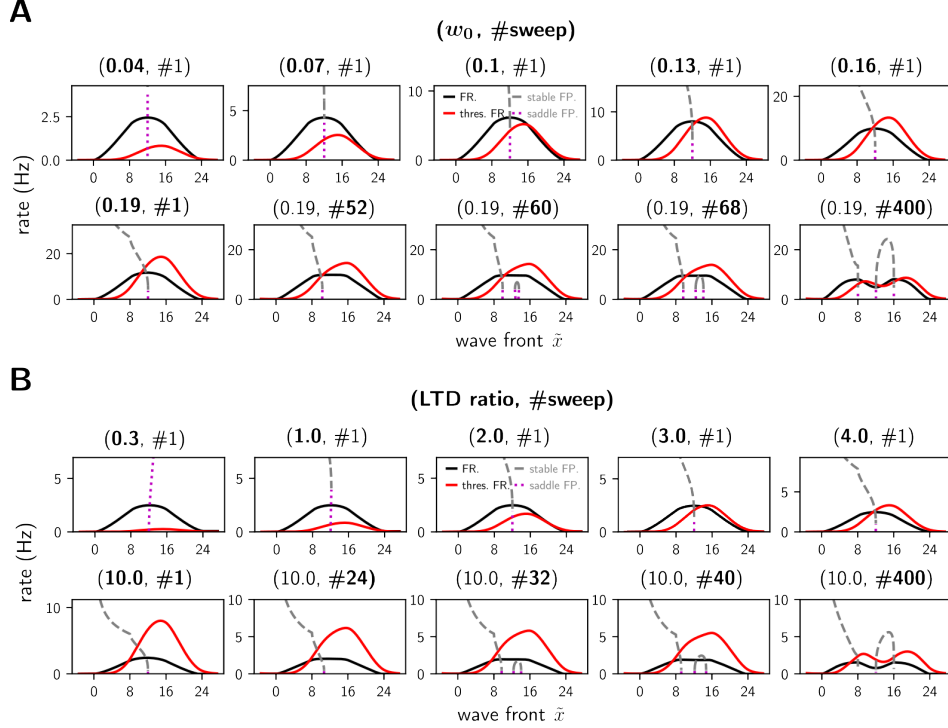 A
(w₀, #sweep)
(0.04, #1) (0.07, #1) (0.1, #1) (0.13, #1) (0.16, #1)
2.5 5 10 10 20
FR. stable FP.
thres. FR. saddle FP.
5 10
0.0 0 0 0 0
0 8 16 24 0 8 16 24 0 8 16 24 0 8 16 24 0 8 16 24
rate (Hz)
(0.19, #1) (0.19, #52) (0.19, #60) (0.19, #68) (0.19, #400)
20 20 20 20 20
0 0 0 0 0
0 8 16 24 0 8 16 24 0 8 16 24 0 8 16 24 0 8 16 24
wave front x̃
B
(LTD ratio, #sweep)
(0.3, #1) (1.0, #1) (2.0, #1) (3.0, #1) (4.0, #1)
FR. stable FP.
thres. FR. saddle FP.
5 5 5 5 5
0 0 0 0 0
0 8 16 24 0 8 16 24 0 8 16 24 0 8 16 24 0 8 16 24
rate (Hz)
(10.0, #1) (10.0, #24) (10.0, #32) (10.0, #40) (10.0, #400)
10 10 10 10 10
5 5 5 5 5
0 0 0 0 0
0 8 16 24 0 8 16 24 0 8 16 24 0 8 16 24 0 8 16 24
wave front x̃